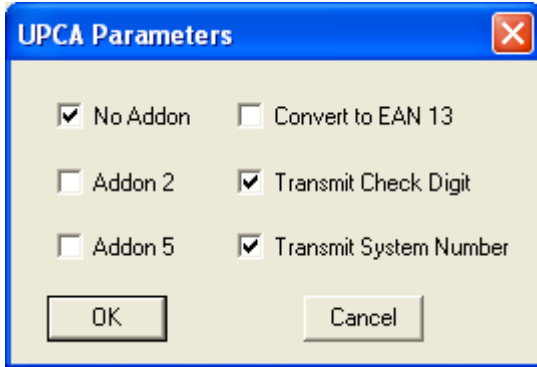 UPCA Parameters
No Addon Convert to EAN 13
Addon 2 Transmit Check Digit
Addon 5 Transmit System Number
OK Cancel